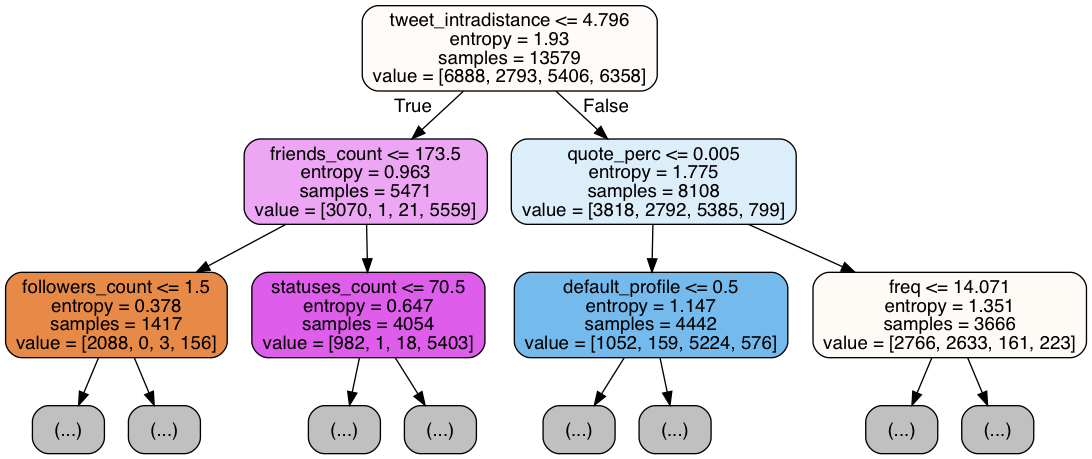 tweet_intradistance <= 4.796
entropy = 1.93
samples = 13579
value = [6888, 2793, 5406, 6358]
True
False
friends_count <= 173.5
entropy = 0.963
samples = 5471
value = [3070, 1, 21, 5559]
quote_perc <= 0.005
entropy = 1.775
samples = 8108
value = [3818, 2792, 5385, 799]
followers_count <= 1.5
entropy = 0.378
samples = 1417
value = [2088, 0, 3, 156]
statuses_count <= 70.5
entropy = 0.647
samples = 4054
value = [982, 1, 18, 5403]
default_profile <= 0.5
entropy = 1.147
samples = 4442
value = [1052, 159, 5224, 576]
freq <= 14.071
entropy = 1.351
samples = 3666
value = [2766, 2633, 161, 223]
(...)
(...)
(...)
(...)
(...)
(...)
(...)
(...)